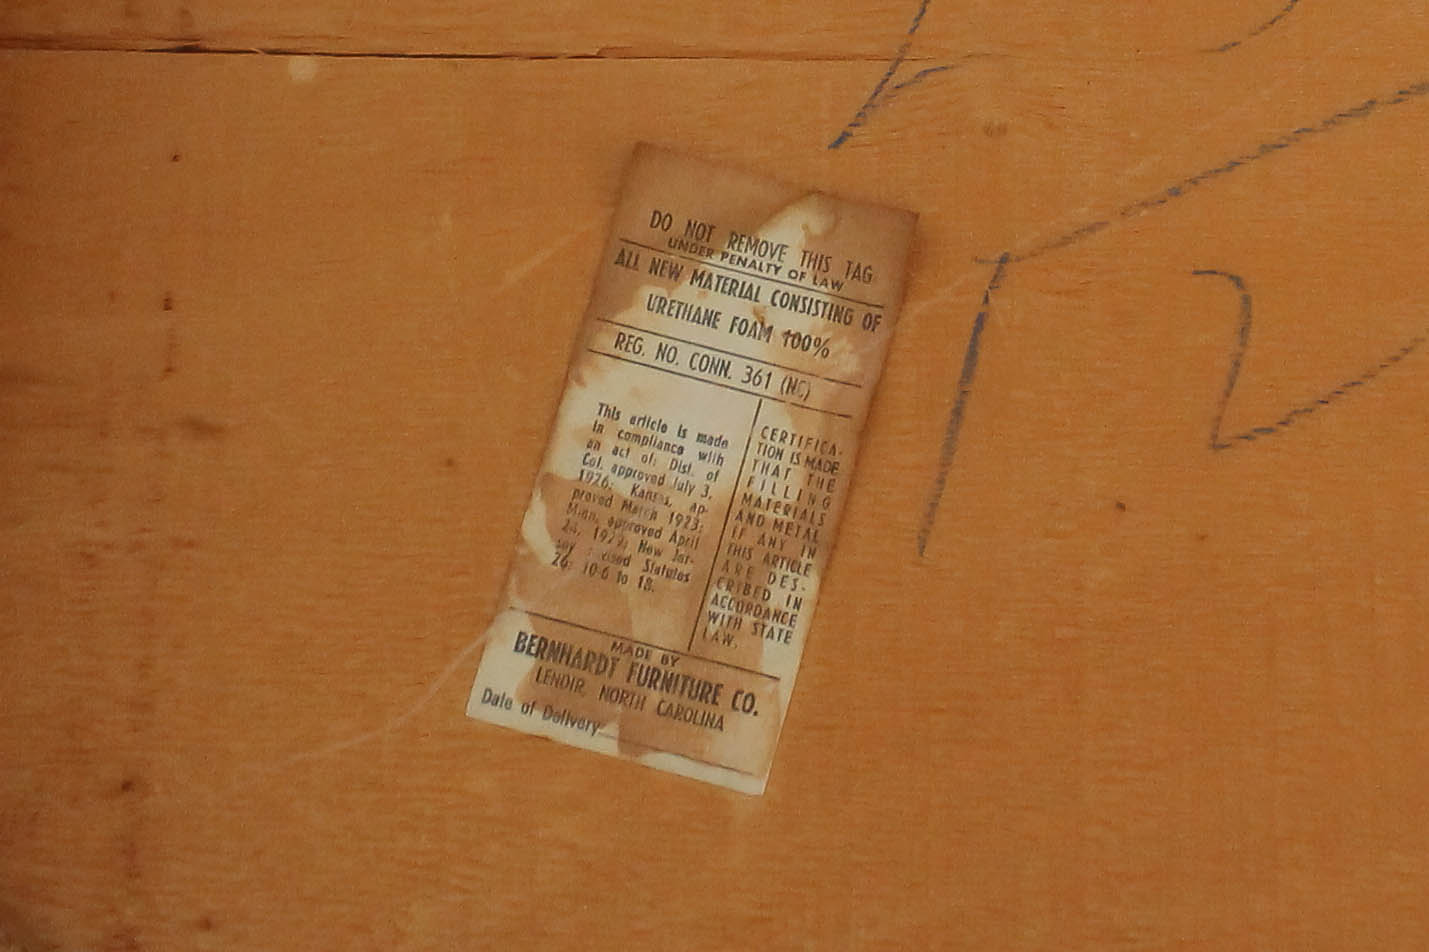 DO NOT REMOVE THIS TAG
UNDER PENALTY OF LAW
ALL NEW MATERIAL CONSISTING OF
URETHANE FOAM 100%
REG. NO. CONN. 361 (NC)
This article is made
in compliance with
an act of: Dist. of
Col. approved July 3,
1926; Kansas, ap-
proved March 1923;
Minn. approved April
24, 1929; New Jer-
sey revised Statutes
26: 10-6 to 18.
CERTIFICA-
TION IS MADE
THAT THE
FILLING
MATERIALS
AND METAL
IF ANY IN
THIS ARTICLE
ARE DES-
CRIBED IN
ACCORDANCE
WITH STATE
LAW.
MADE BY
BERNHARDT FURNITURE CO.
LENOIR, NORTH CAROLINA
Date of Delivery